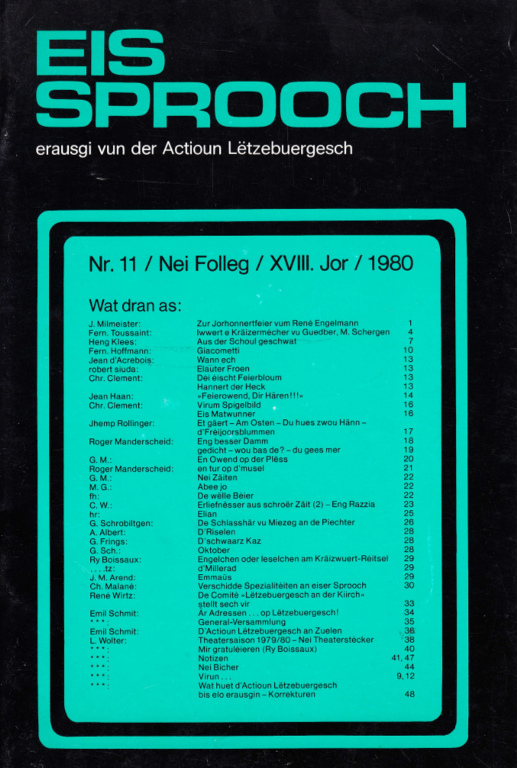 EIS
SPROOCH
erausgi vun der Actioun Lëtzebuergesch
Nr. 11 / Nei Folleg / XVIII. Jor / 1980
Wat dran as:
J. Milmeister: Zur Jorhonnertfeier vum René Engelmann 1
Fern. Toussaint: Iwwert e Kräizermécher vu Guedber, M. Schergen 4
Heng Klees: Aus der Schoul geschwat 7
Fern. Hoffmann: Giacometti 10
Jean d'Acrebois: Wann ech 13
robert siuda: Elauter Froen 13
Chr. Clement: Déi éischt Feierbloum 13
Hannert der Heck 13
Jean Haan: «Feierowend, Dir Hären!!!» 14
Chr. Clement: Virum Spigelbild 16
Eis Matwunner 16
Jhemp Rollinger: Et gäert – Am Osten – Du hues zwou Hänn –
d'Fréijoorsblummen 17
Roger Manderscheid: Eng besser Damm 18
gedicht – wou bas de? – du gees mer 19
G. M.: En Owend op der Plëss 20
Roger Manderscheid: en tur op d'musel 21
G. M.: Nei Zäiten 22
M. G.: Abee jo 22
fh: De wëlle Béier 22
C. W.: Erliefnësser aus schroër Zäit (2) – Eng Razzia 23
hr: Elian 25
G. Schrobiltgen: De Schlasshär vu Miezeg an de Piechter 26
A. Albert: D'Riselen 28
G. Frings: D'schwaarz Kaz 28
G. Sch.: Oktober 28
Ry Boissaux: Engelchen oder Ieselchen am Kräizwuert-Réitsel 29
....tz: d'Millerad 29
J. M. Arend: Emmaüs 29
Ch. Malané: Verschidde Spezialitéiten an eiser Sprooch 30
René Wirtz: De Comité «Lëtzebuergesch an der Kiirch»
stellt sech vir 33
Emil Schmit: Är Adressen... op Lëtzebuergesch! 34
***: General-Versammlung 35
Emil Schmit: D'Actioun Lëtzebuergesch an Zuelen 36
L. Wolter: Theatersaison 1979/80 – Nei Theaterstécker 38
***: Mir gratuléieren (Ry Boissaux) 40
***: Notizen 41, 47
***: Nei Bicher 44
***: Virun... 9, 12
***: Wat huet d'Actioun Lëtzebuergesch
bis elo erausgin – Korrekturen 48